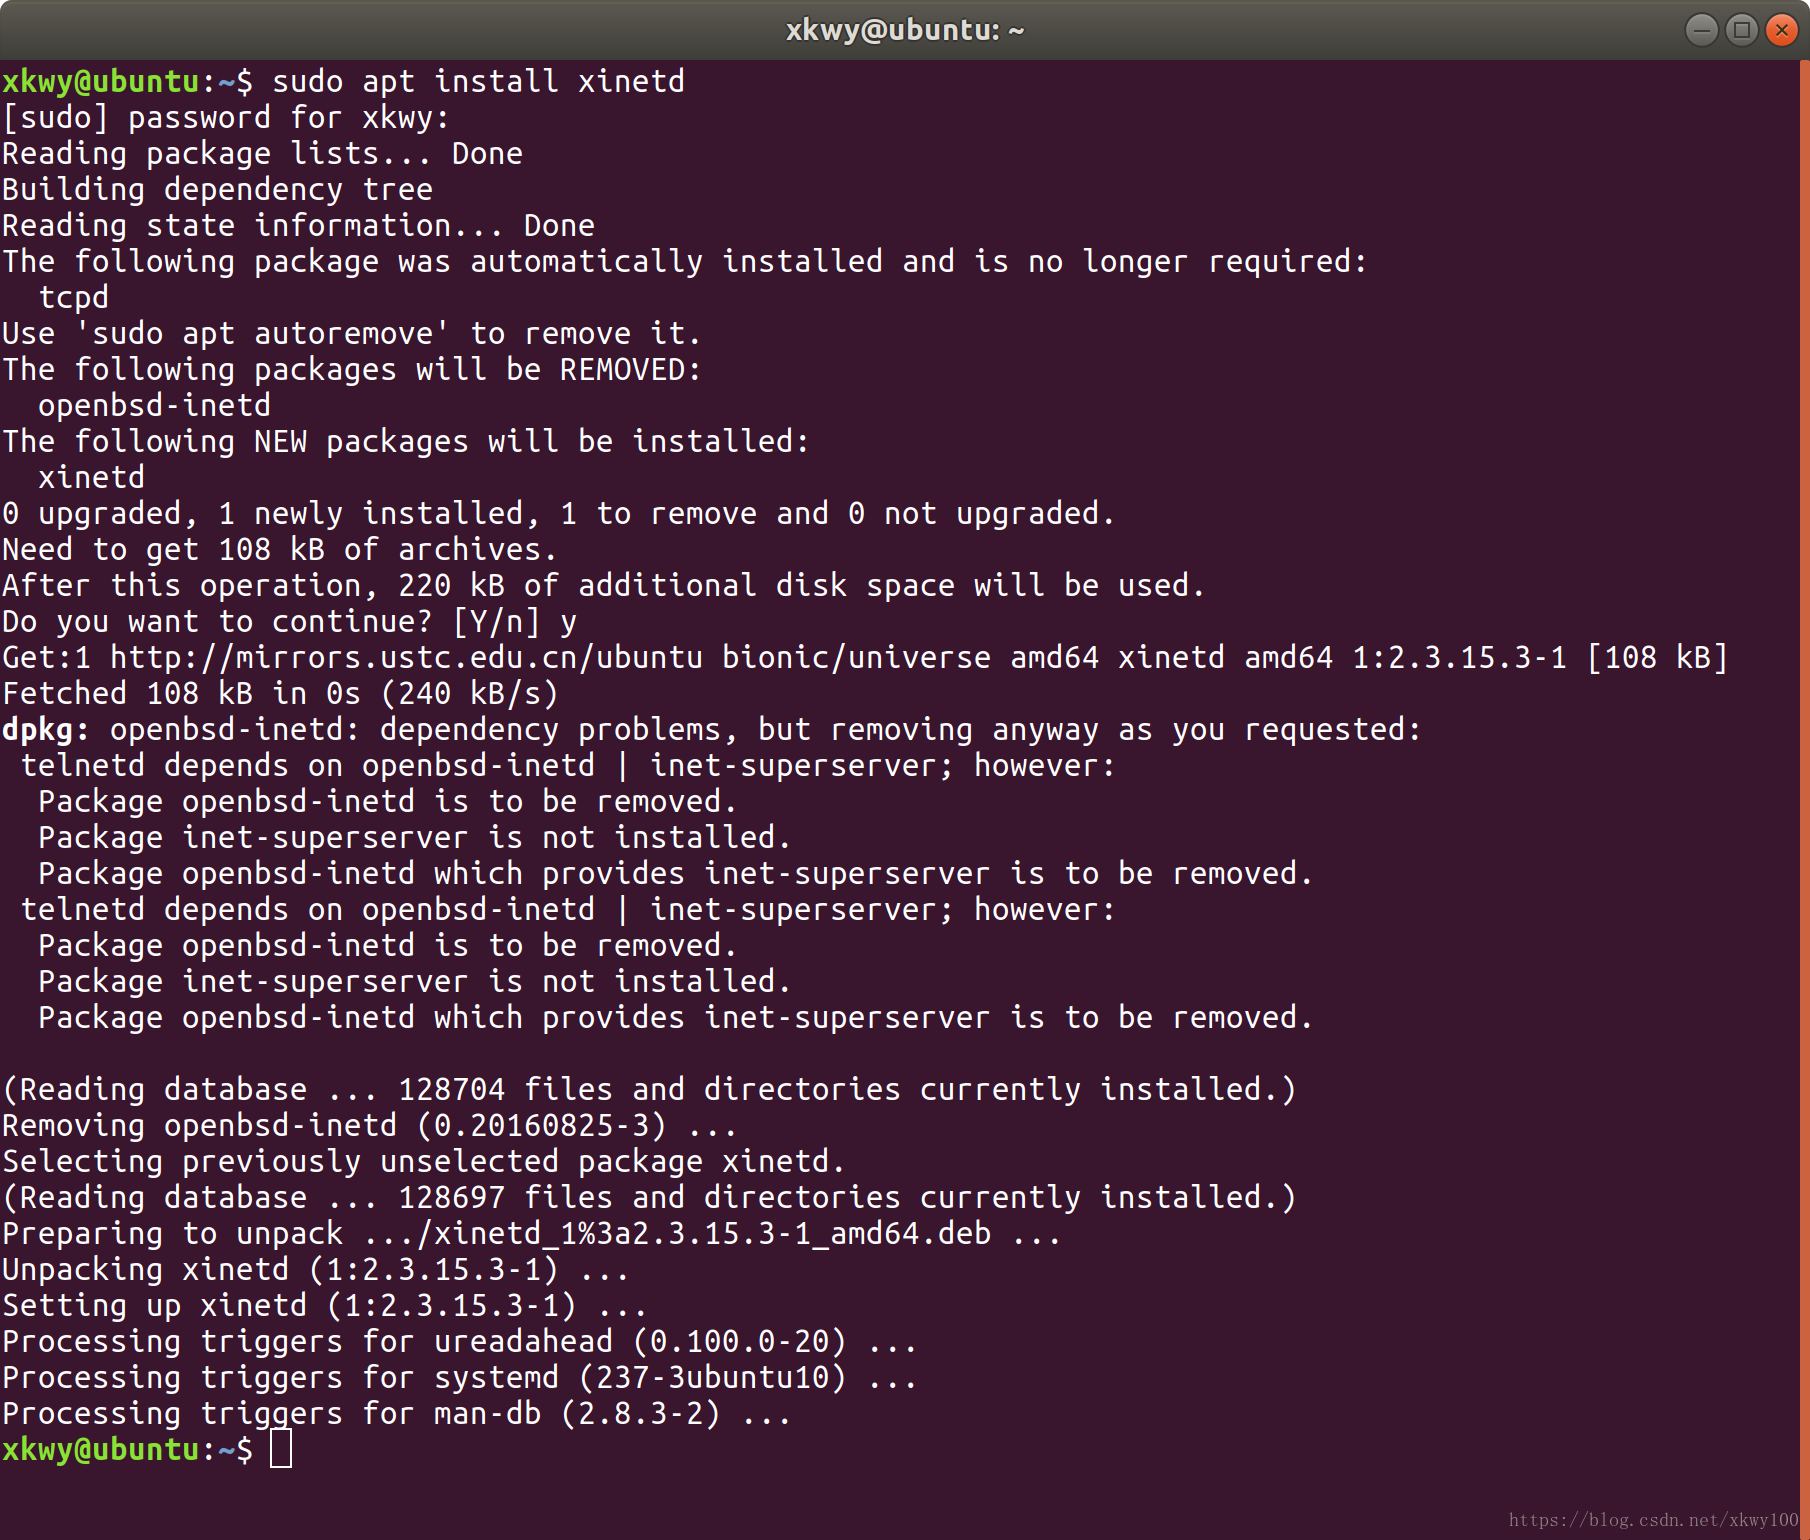 xkwy@ubuntu: ~
xkwy@ubuntu:~$ sudo apt install xinetd
[sudo] password for xkwy:
Reading package lists... Done
Building dependency tree
Reading state information... Done
The following package was automatically installed and is no longer required:
  tcpd
Use 'sudo apt autoremove' to remove it.
The following packages will be REMOVED:
  openbsd-inetd
The following NEW packages will be installed:
  xinetd
0 upgraded, 1 newly installed, 1 to remove and 0 not upgraded.
Need to get 108 kB of archives.
After this operation, 220 kB of additional disk space will be used.
Do you want to continue? [Y/n] y
Get:1 http://mirrors.ustc.edu.cn/ubuntu bionic/universe amd64 xinetd amd64 1:2.3.15.3-1 [108 kB]
Fetched 108 kB in 0s (240 kB/s)
dpkg: openbsd-inetd: dependency problems, but removing anyway as you requested:
 telnetd depends on openbsd-inetd | inet-superserver; however:
  Package openbsd-inetd is to be removed.
  Package inet-superserver is not installed.
  Package openbsd-inetd which provides inet-superserver is to be removed.
 telnetd depends on openbsd-inetd | inet-superserver; however:
  Package openbsd-inetd is to be removed.
  Package inet-superserver is not installed.
  Package openbsd-inetd which provides inet-superserver is to be removed.
(Reading database ... 128704 files and directories currently installed.)
Removing openbsd-inetd (0.20160825-3) ...
Selecting previously unselected package xinetd.
(Reading database ... 128697 files and directories currently installed.)
Preparing to unpack .../xinetd_1%3a2.3.15.3-1_amd64.deb ...
Unpacking xinetd (1:2.3.15.3-1) ...
Setting up xinetd (1:2.3.15.3-1) ...
Processing triggers for ureadahead (0.100.0-20) ...
Processing triggers for systemd (237-3ubuntu10) ...
Processing triggers for man-db (2.8.3-2) ...
xkwy@ubuntu:~$
https://blog.csdn.net/xkwy100